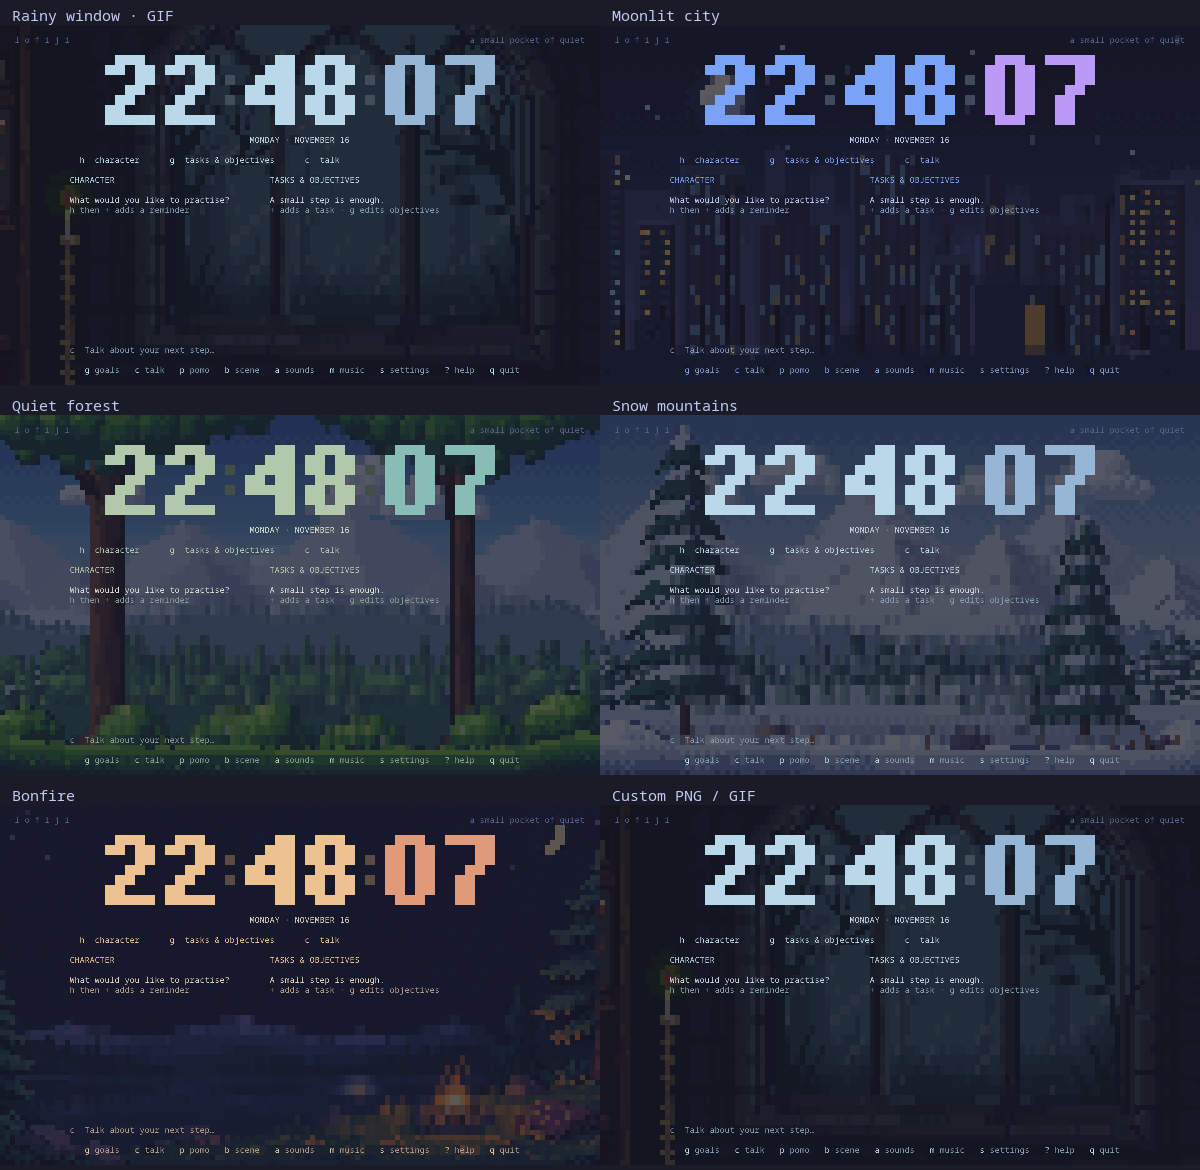 Rainy window · GIF
l o f i j i
a small pocket of quiet
22:48:07
MONDAY · NOVEMBER 16
h character g tasks & objectives c talk
CHARACTER TASKS & OBJECTIVES
What would you like to practise? A small step is enough.
h then + adds a reminder + adds a task · g edits objectives
c Talk about your next step…
g goals c talk p pomo b scene a sounds m music s settings ? help q quit
Moonlit city
l o f i j i
a small pocket of quiet
22:48:07
MONDAY · NOVEMBER 16
h character g tasks & objectives c talk
CHARACTER TASKS & OBJECTIVES
What would you like to practise? A small step is enough.
h then + adds a reminder + adds a task · g edits objectives
c Talk about your next step…
g goals c talk p pomo b scene a sounds m music s settings ? help q quit
Quiet forest
l o f i j i
a small pocket of quiet
22:48:07
MONDAY · NOVEMBER 16
h character g tasks & objectives c talk
CHARACTER TASKS & OBJECTIVES
What would you like to practise? A small step is enough.
h then + adds a reminder + adds a task · g edits objectives
c Talk about your next step…
g goals c talk p pomo b scene a sounds m music s settings ? help q quit
Snow mountains
l o f i j i
a small pocket of quiet
22:48:07
MONDAY · NOVEMBER 16
h character g tasks & objectives c talk
CHARACTER TASKS & OBJECTIVES
What would you like to practise? A small step is enough.
h then + adds a reminder + adds a task · g edits objectives
c Talk about your next step…
g goals c talk p pomo b scene a sounds m music s settings ? help q quit
Bonfire
l o f i j i
a small pocket of quiet
22:48:07
MONDAY · NOVEMBER 16
h character g tasks & objectives c talk
CHARACTER TASKS & OBJECTIVES
What would you like to practise? A small step is enough.
h then + adds a reminder + adds a task · g edits objectives
c Talk about your next step…
g goals c talk p pomo b scene a sounds m music s settings ? help q quit
Custom PNG / GIF
l o f i j i
a small pocket of quiet
22:48:07
MONDAY · NOVEMBER 16
h character g tasks & objectives c talk
CHARACTER TASKS & OBJECTIVES
What would you like to practise? A small step is enough.
h then + adds a reminder + adds a task · g edits objectives
c Talk about your next step…
g goals c talk p pomo b scene a sounds m music s settings ? help q quit